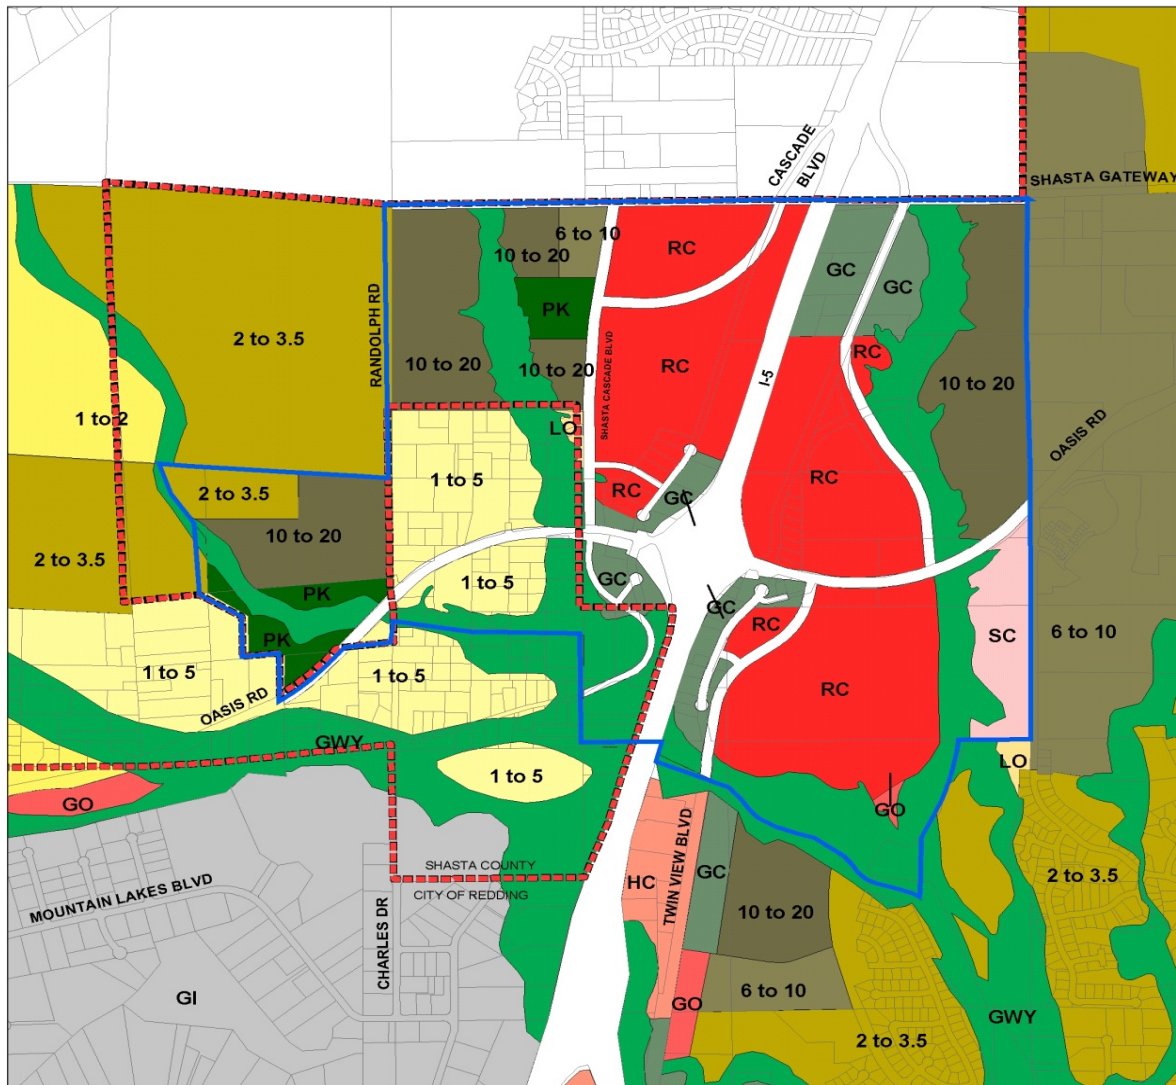 CASCADE
BLVD
SHASTA GATEWAY
6 to 10
RC
10 to 20
GC
GC
PK
RANDOLPH RD
2 to 3.5
10 to 20
10 to 20
SHASTA CASCADE BLVD
RC
I-5
RC
10 to 20
1 to 2
LO
OASIS RD
1 to 5
RC
2 to 3.5
RC
GC
10 to 20
2 to 3.5
1 to 5
GC
GC
PK
RC
SC
6 to 10
PK
1 to 5
1 to 5
RC
OASIS RD
GWY
1 to 5
LO
GO
GO
TWIN VIEW BLVD
GC
SHASTA COUNTY
CITY OF REDDING
HC
2 to 3.5
MOUNTAIN LAKES BLVD
CHARLES DR
10 to 20
GI
GO
6 to 10
GWY
2 to 3.5